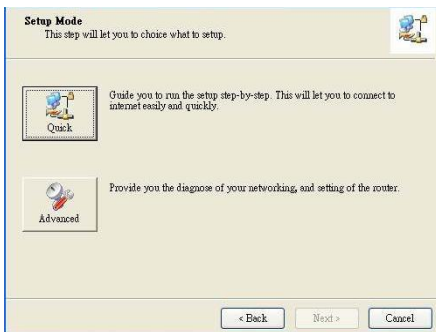 Setup Mode
This step will let you to choice what to setup.
Quick
Guide you to run the setup step-by-step. This will let you to connect to
internet easily and quickly.
Advanced
Provide you the diagnose of your networking, and setting of the router.
< Back
Next >
Cancel